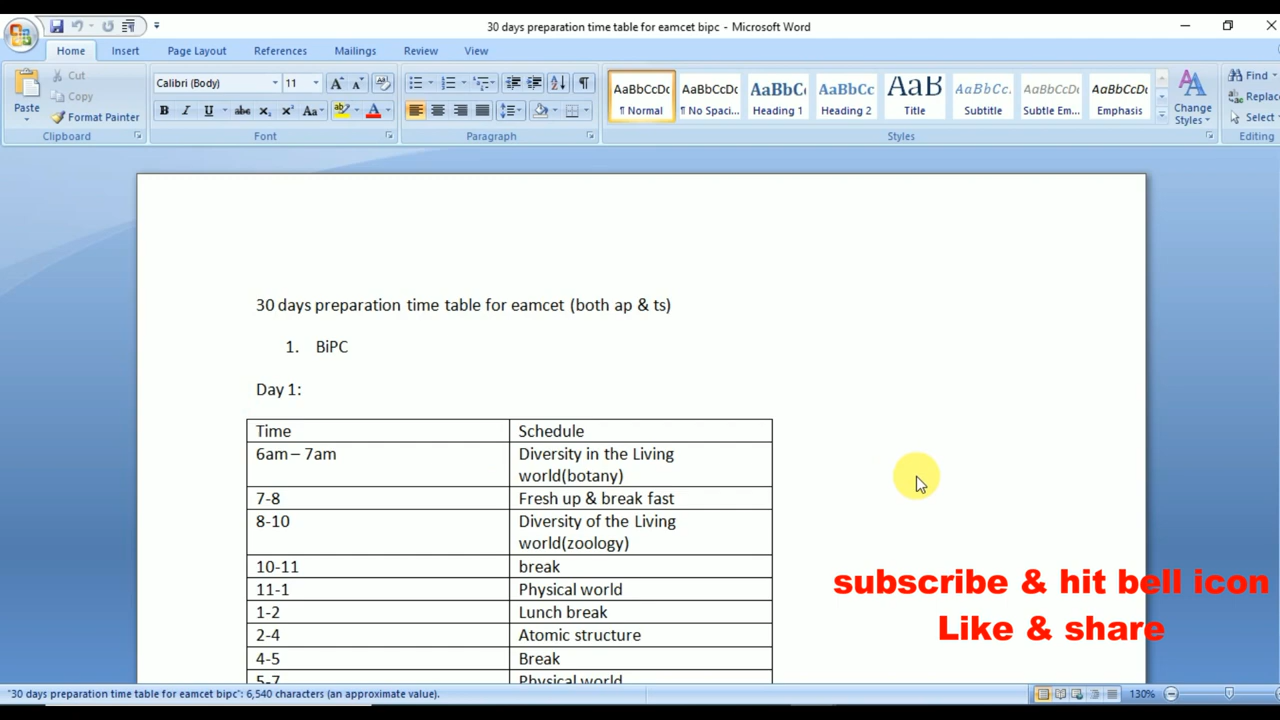 30 days preparation time table for eamcet bipc - Microsoft Word
Home Insert Page Layout References Mailings Review View
Paste
Cut
Copy
Format Painter
Clipboard
Calibri (Body) 11
Font
Paragraph
AaBbCcDc AaBbCcDc AaBbC AaBbCc AaB AaBbCc. AaBbCcDc AaBbCcDc
¶ Normal ¶ No Spaci... Heading 1 Heading 2 Title Subtitle Subtle Em... Emphasis
Change Styles
Styles
Find
Replace
Select
Editing
30 days preparation time table for eamcet (both ap & ts)
1. BiPC
Day 1:
Time Schedule
6am – 7am Diversity in the Living
world(botany)
7-8 Fresh up & break fast
8-10 Diversity of the Living
world(zoology)
10-11 break
11-1 Physical world
1-2 Lunch break
2-4 Atomic structure
4-5 Break
5-7 Physical world
subscribe & hit bell icon
Like & share
"30 days preparation time table for eamcet bipc": 6,540 characters (an approximate value).
130%